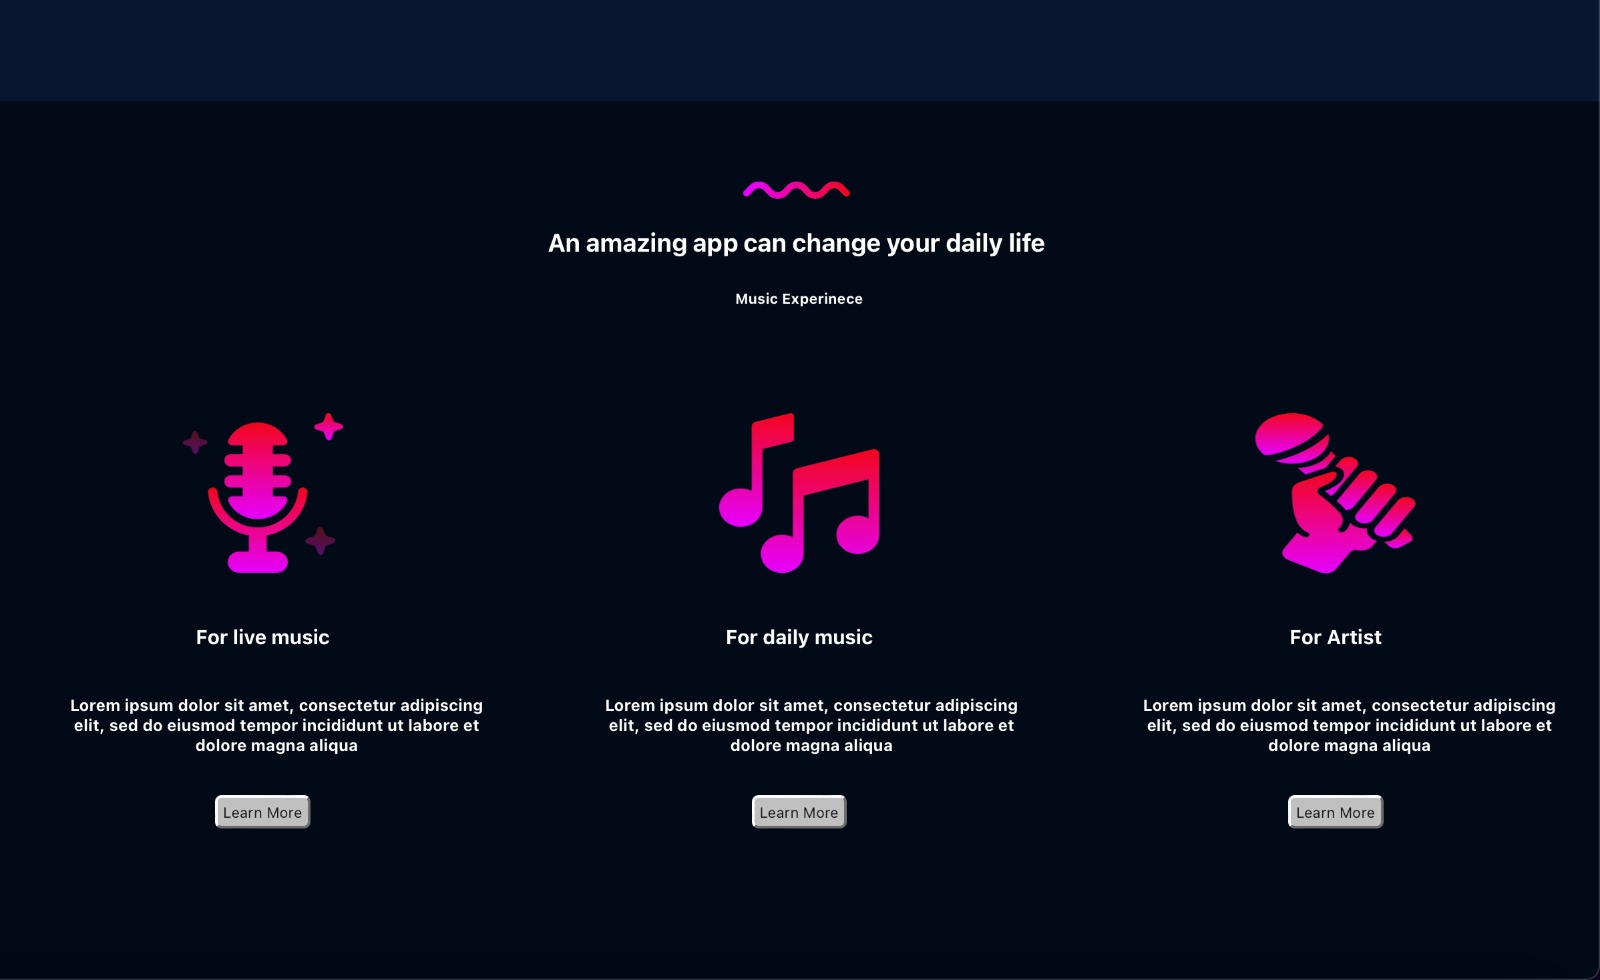 An amazing app can change your daily life
Music Experinece
For live music
Lorem ipsum dolor sit amet, consectetur adipiscing
elit, sed do eiusmod tempor incididunt ut labore et
dolore magna aliqua
Learn More
For daily music
Lorem ipsum dolor sit amet, consectetur adipiscing
elit, sed do eiusmod tempor incididunt ut labore et
dolore magna aliqua
Learn More
For Artist
Lorem ipsum dolor sit amet, consectetur adipiscing
elit, sed do eiusmod tempor incididunt ut labore et
dolore magna aliqua
Learn More